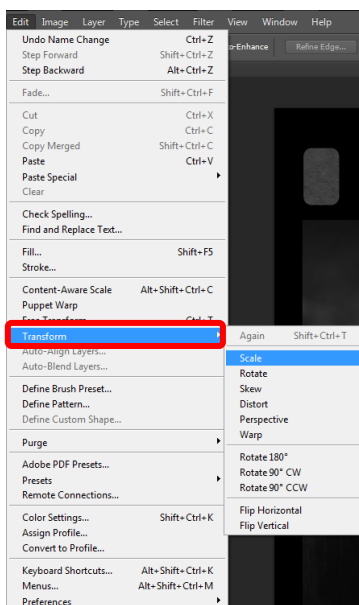 Edit Image Layer Type Select Filter View Window Help
Undo Name Change Ctrl+Z
Step Forward Shift+Ctrl+Z
Step Backward Alt+Ctrl+Z
Fade... Shift+Ctrl+F
Cut Ctrl+X
Copy Ctrl+C
Copy Merged Shift+Ctrl+C
Paste Ctrl+V
Paste Special
Clear
Check Spelling...
Find and Replace Text...
Fill... Shift+F5
Stroke...
Content-Aware Scale Alt+Shift+Ctrl+C
Puppet Warp
Free Transform Ctrl+T
Transform
Auto-Align Layers...
Auto-Blend Layers...
Define Brush Preset...
Define Pattern...
Define Custom Shape...
Purge
Adobe PDF Presets...
Presets
Remote Connections...
Color Settings... Shift+Ctrl+K
Assign Profile...
Convert to Profile...
Keyboard Shortcuts... Alt+Shift+Ctrl+K
Menus... Alt+Shift+Ctrl+M
Preferences
o-Enhance Refine Edge...
Again Shift+Ctrl+T
Scale
Rotate
Skew
Distort
Perspective
Warp
Rotate 180°
Rotate 90° CW
Rotate 90° CCW
Flip Horizontal
Flip Vertical